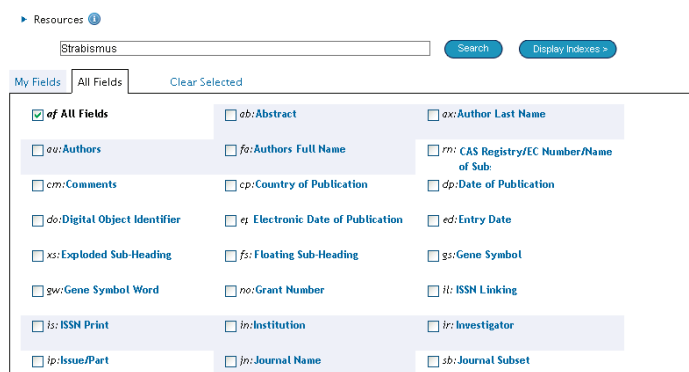 Resources
Strabismus
Search
Display Indexes >
My Fields
All Fields
Clear Selected
af All Fields
ab:Abstract
ax:Author Last Name
au:Authors
fa:Authors Full Name
rn: CAS Registry/EC Number/Name
of Sub:
cm:Comments
cp:Country of Publication
dp:Date of Publication
do:Digital Object Identifier
Electronic Date of Publication
ed:Entry Date
xs:Exploded Sub-Heading
fs:Floating Sub-Heading
gs:Gene Symbol
gw:Gene Symbol Word
no:Grant Number
il: ISSN Linking
is: ISSN Print
in:Institution
ir: Investigator
ip:Issue/Part
jn:Journal Name
sb:Journal Subset